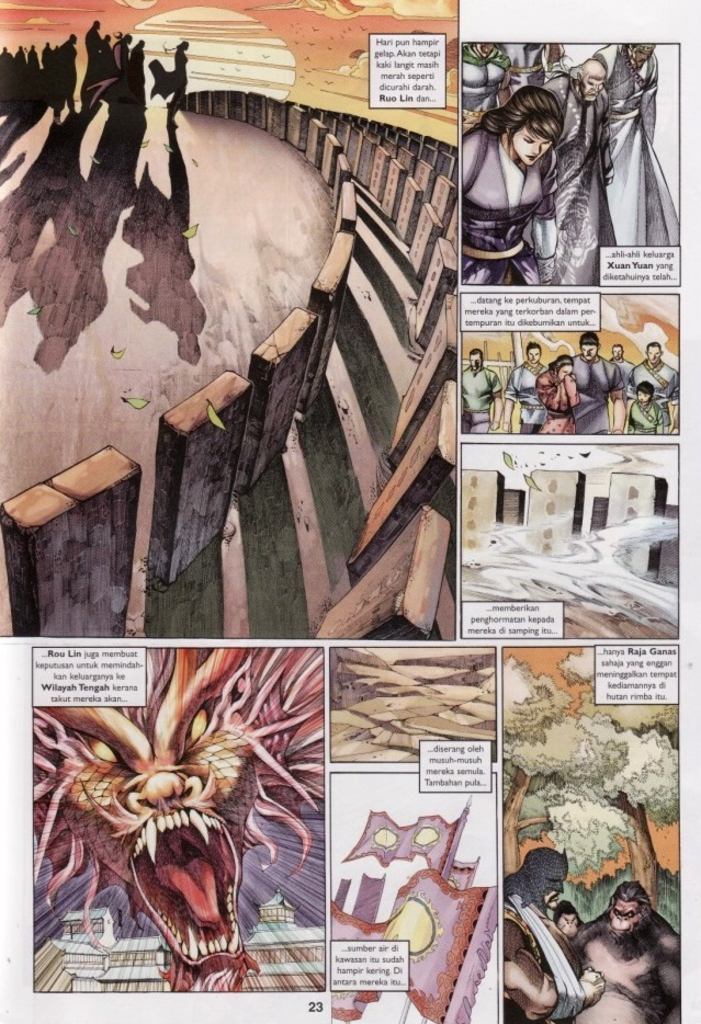 Hari pun hampir
gelap. Akan tetapi
kaki langit masih
merah seperti
dicurahi darah.
Ruo Lin dan...
...ahli-ahli keluarga
Xuan Yuan yang
diketahuinya telah...
...datang ke perkuburan, tempat
mereka yang terkorban dalam per-
tempuran itu dikebumikan untuk...
...memberikan
penghormatan kepada
mereka di samping itu...
...Rou Lin juga membuat
keputusan untuk memindah-
kan keluarganya ke
Wilayah Tengah kerana
takut mereka akan...
...diserang oleh
musuh-musuh
mereka semula.
Tambahan pula...
...sumber air di
kawasan itu sudah
hampir kering. Di
antara mereka itu...
...hanya Raja Ganas
sahaja yang enggan
meninggalkan tempat
kediamannya di
hutan rimba itu.
23